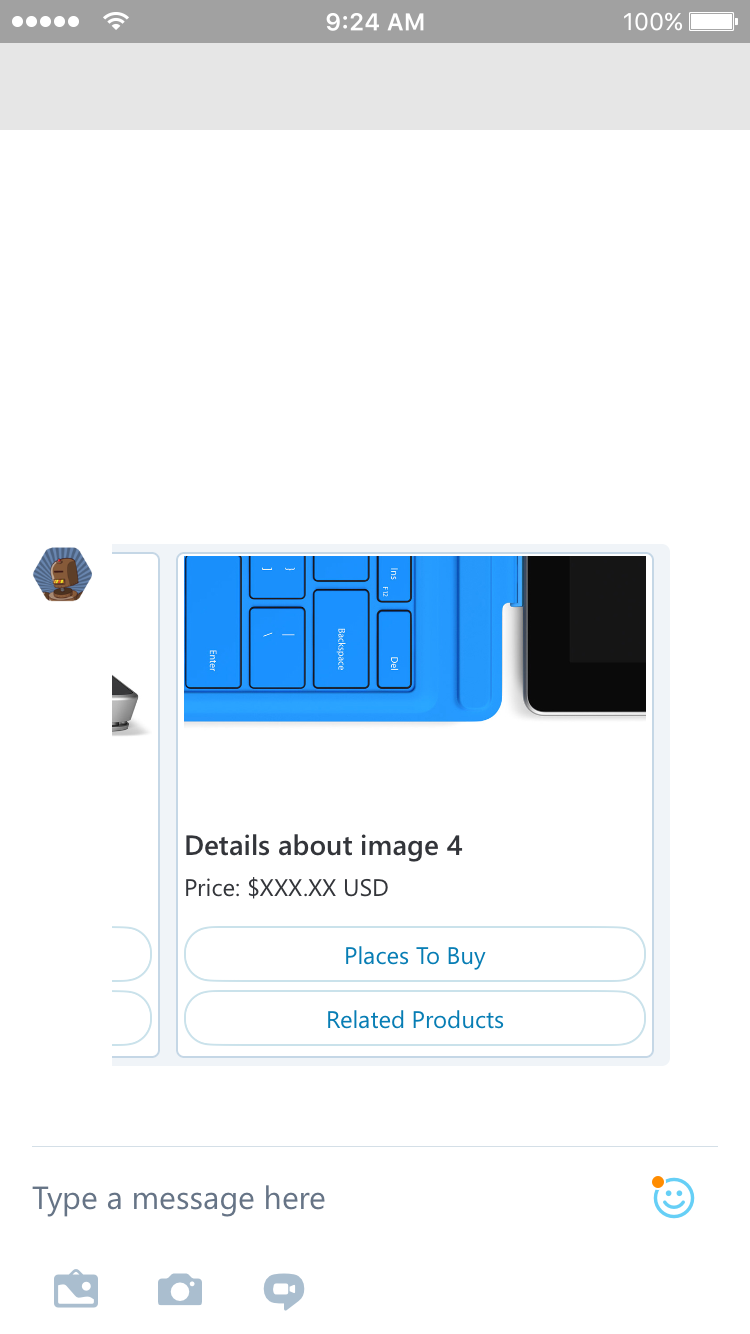 9:24 AM
100%
] }
Ins
F12
\ |
Enter
Backspace
Del
Details about image 4
Price: $XXX.XX USD
Places To Buy
Related Products
Type a message here